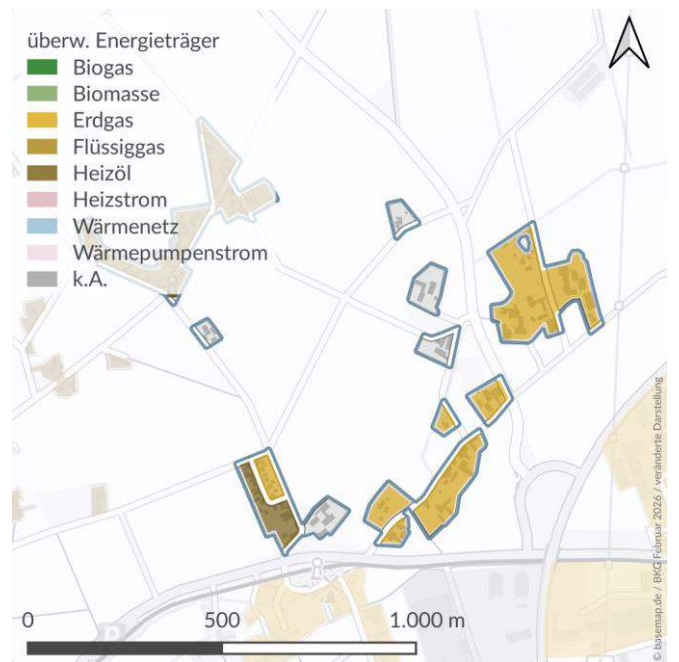 überw. Energieträger
Biogas
Biomasse
Erdgas
Flüssiggas
Heizöl
Heizstrom
Wärmenetz
Wärmepumpenstrom
k.A.
0 500 1.000 m
© basemap.de / BKG Februar 2026 / veränderte Darstellung